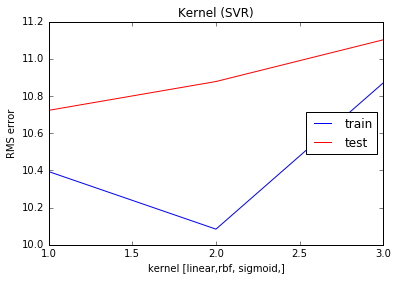 Kernel (SVR)
11.2
11.0
10.8
10.6
10.4
10.2
10.0
RMS error
train
test
1.0 1.5 2.0 2.5 3.0
kernel [linear,rbf, sigmoid,]